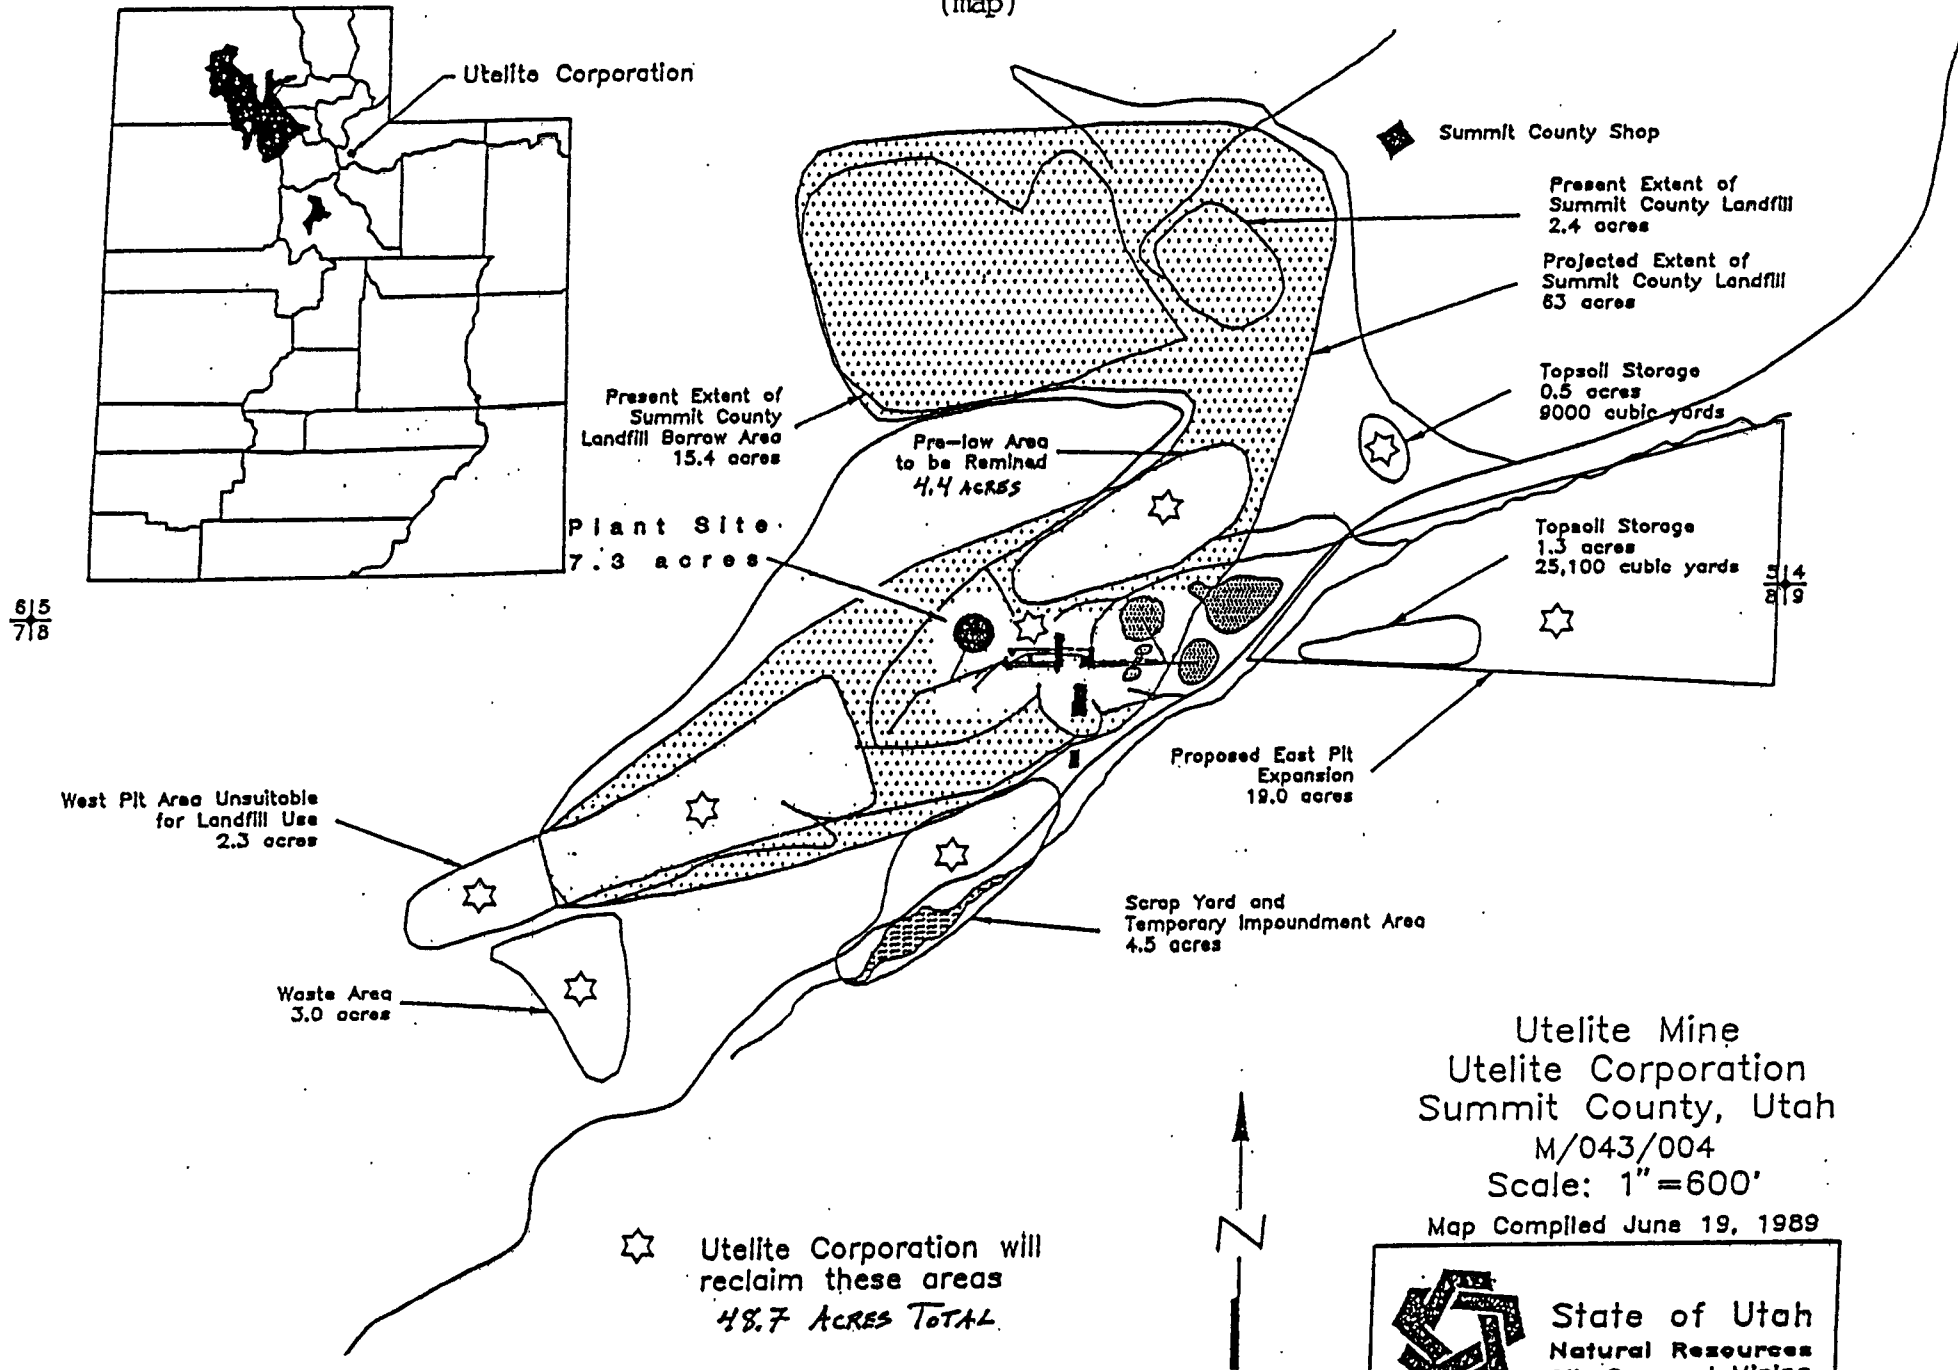 (map)
Utelite Corporation
Summit County Shop
Present Extent of
Summit County Landfill
2.4 acres
Projected Extent of
Summit County Landfill
63 acres
Topsoil Storage
0.5 acres
9000 cubic yards
Present Extent of
Summit County
Landfill Borrow Area
15.4 acres
Pre-law Area
to be Remined
4.4 ACRES
Plant Site
7.3 acres
Topsoil Storage
1.3 acres
25,100 cubic yards
6 5
7 8
3 4
9
Proposed East Pit
Expansion
19.0 acres
West Pit Area Unsuitable
for Landfill Use
2.3 acres
Scrap Yard and
Temporary Impoundment Area
4.5 acres
Waste Area
3.0 acres
Utelite Mine
Utelite Corporation
Summit County, Utah
M/043/004
Scale: 1"=600'
Map Compiled June 19, 1989
N
Utelite Corporation will
reclaim these areas
48.7 ACRES TOTAL
State of Utah
Natural Resources